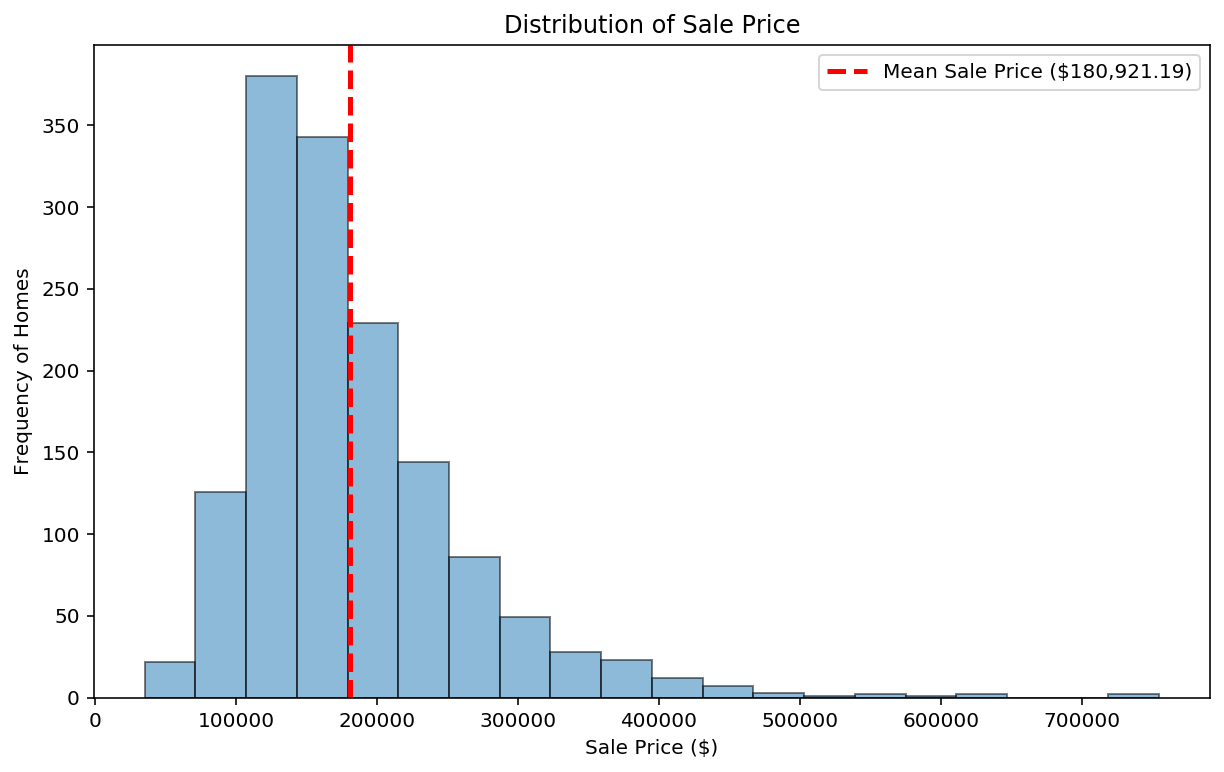 Distribution of Sale Price
Mean Sale Price ($180,921.19)
Frequency of Homes
350
300
250
200
150
100
50
0
0 100000 200000 300000 400000 500000 600000 700000
Sale Price ($)